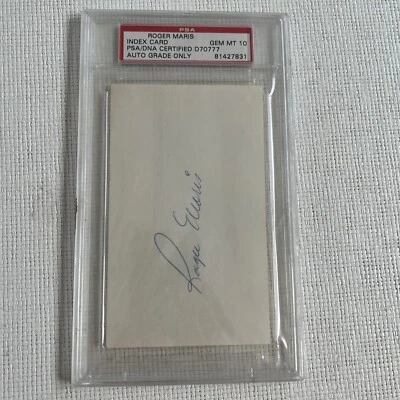 PSA
ROGER MARIS
INDEX CARD GEM MT 10
PSA/DNA CERTIFIED D70777
AUTO GRADE ONLY 81427831
Roger Maris